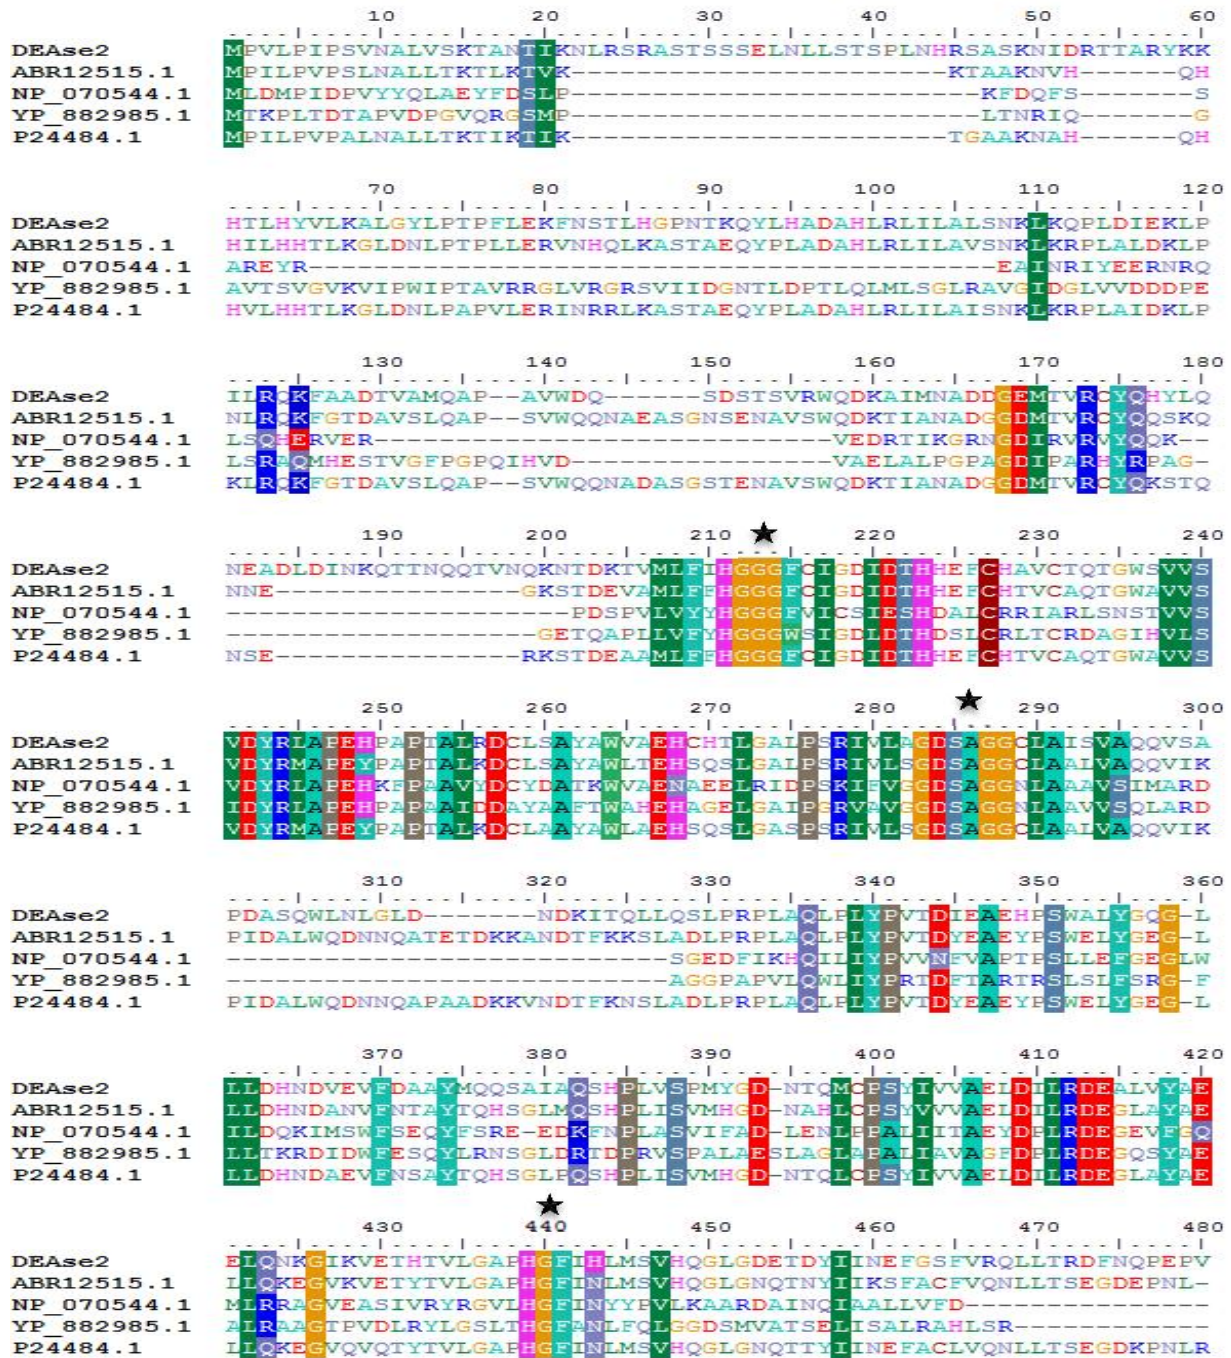 10 20 30 40 50 60
DEAse2 MPVLPIPSVNALVSKTANTIKNLRSRASTSSSELNLLSTSPLNHRSASKNIDRTTARYKK
ABR12515.1 MPILPVPSLNALLTKTLKTVK-----------------------KTAAKNVH------QH
NP_070544.1 MLDMPIDPVYYQLAEYFDSLP-------------------------KFDQFS-------S
YP_882985.1 MTKPLTDTAPVDPGVQRGSMP-------------------------LTNRIQ-------G
P24484.1 MPILPVPALNALLTKTIKTIK-----------------------TGAAKNAH------QH
70 80 90 100 110 120
DEAse2 HTLHYVLKALGYLPTPFLEKFNSTLHGPNTKQYLHADAHLRLILALSNKLKQPLDIEKLP
ABR12515.1 HILHHTLKGLDNLPTPLLERVNHQLKASTAEQYPLADAHLRLILAVSNKLKRPLALDKLP
NP_070544.1 AREYR------------------------------------------EAINRIYEERNRQ
YP_882985.1 AVTSVGVKVIPWIPTAVRRGLVRGRSVIIDGNTLDPTLQLMLSGLRAVGIDGLVVDDDPE
P24484.1 HVLHHTLKGLDNLPAPVLERINRRLKASTAEQYPLADAHLRLILAISNKLKRPLAIDKLP
130 140 150 160 170 180
DEAse2 ILRQKFAADTVAMQAP--AVWDQ------SDSTSVRWQDKAIMNADDGEMTVRCYQHYLQ
ABR12515.1 NLRQKFGTDAVSLQAP--SVWQQNAEASGNSENAVSWQDKTIANADGGDMTVRCYQQSKQ
NP_070544.1 LSQHERVER----------------------------VEDRTIKGRNGDIRVRVYQQK--
YP_882985.1 LSRAQMHESTVGFPGPQIHVD----------------VAELALPGPAGDIPARHYRPAG-
P24484.1 KLRQKFGTDAVSLQAP--SVWQQNADASGSTENAVSWQDKTIANADGGDMTVRCYQKSTQ
190 200 210 220 230 240
DEAse2 NEADLDINKQTTNQQTVNQKNTDKTVMLFIHGGGFCIGDIDTHHEFCHAVCTQTGWSVVS
ABR12515.1 NNE---------------GKSTDEVAMLFFHGGGFCIGDIDTHHEFCHTVCAQTGWAVVS
NP_070544.1 ---------------------PDSPVLVYYHGGGFVICSIESHDALCRRIARLSNSTVVS
YP_882985.1 -------------------GETQAPLLVFYHGGGWSIGDLDTHDSLCRLTCRDAGIHVLS
P24484.1 NSE---------------RKSTDEAAMLFFHGGGFCIGDIDTHHEFCHTVCAQTGWAVVS
250 260 270 280 290 300
DEAse2 VDYRLAPEHPAPTALRDCLSAYAWVAEHCHTLGALPSRIVLAGDSAGGCLAISVAQQVSA
ABR12515.1 VDYRMAPEYPAPTALKDCLSAYAWLTEHSQSLGALPSRIVLSGDSAGGCLAALVAQQVIK
NP_070544.1 VDYRLAPEHKFPAAVYDCYDATKWVAENAEELRIDPSKIFVGGDSAGGNLAAAVSIMARD
YP_882985.1 IDYRLAPEHPAPAAIDDAYAAFTWAHEHAGELGAIPGRVAVGGDSAGGNLAAVVSQLARD
P24484.1 VDYRMAPEYPAPTALKDCLAAYAWLAEHSQSLGASPSRIVLSGDSAGGCLAALVAQQVIK
310 320 330 340 350 360
DEAse2 PDASQWLNLGLD-------NDKITQLLQSLPRPLAQLPLYPVTDIEAEHPSWALYGQG-L
ABR12515.1 PIDALWQDNNQATETDKKANDTFKKSLADLPRPLAQLPLYPVTDYEAEYPSWELYGEG-L
NP_070544.1 ---------------------------SGEDFIKHQILIYPVVNFVAPTPSLLEFGEGLW
YP_882985.1 ---------------------------AGGPAPVLQWLIYPRTDFTARTRSLSLFSRG-F
P24484.1 PIDALWQDNNQAPAADKKVNDTFKNSLADLPRPLAQLPLYPVTDYEAEYPSWELYGEG-L
370 380 390 400 410 420
DEAse2 LLDHNDVEVFDAAYMQQSAIAQSHPLVSPMYGD-NTQMCPSYIVVAELDILRDEALVYAE
ABR12515.1 LLDHNDANVFNTAYTQHSGLMQSHPLISVMHGD-NAHLCPSYVVVAELDILRDEGLAYAE
NP_070544.1 ILDQKIMSWFSEQYFSRE-EDKFNPLASVIFAD-LENLPPALIITAEYDPLRDEGEVFGQ
YP_882985.1 LLTKRDIDWFESQYLRNSGLDRTDPRVSPALAESLAGLAPALIAVAGFDPLRDEGQSYAE
P24484.1 LLDHNDAEVFNSAYTQHSGLPQSHPLISVMHGD-NTQLCPSYIVVAELDILRDEGLAYAE
430 440 450 460 470 480
DEAse2 ELQNKGIKVETHTVLGAPHGFIHLMSVHQGLGDETDYIINEFGSFVRQLLTRDFNQPEPV
ABR12515.1 LLQKEGVKVETYTVLGAPHGFINLMSVHQGLGNQTNYIIKSFACFVQNLLTSEGDEPNL-
NP_070544.1 MLRRAGVEASIVRYRGVLHGFINYYPVLKAARDAINQIAALLVFD---------------
YP_882985.1 ALRAAGTPVDLRYLGSLTHGFANLFQLGGDSMVATSELISALRAHLSR------------
P24484.1 LLQKEGVQVQTYTVLGAPHGFINLMSVHQGLGNQTTYIINEFACLVQNLLTSEGDKPNLR